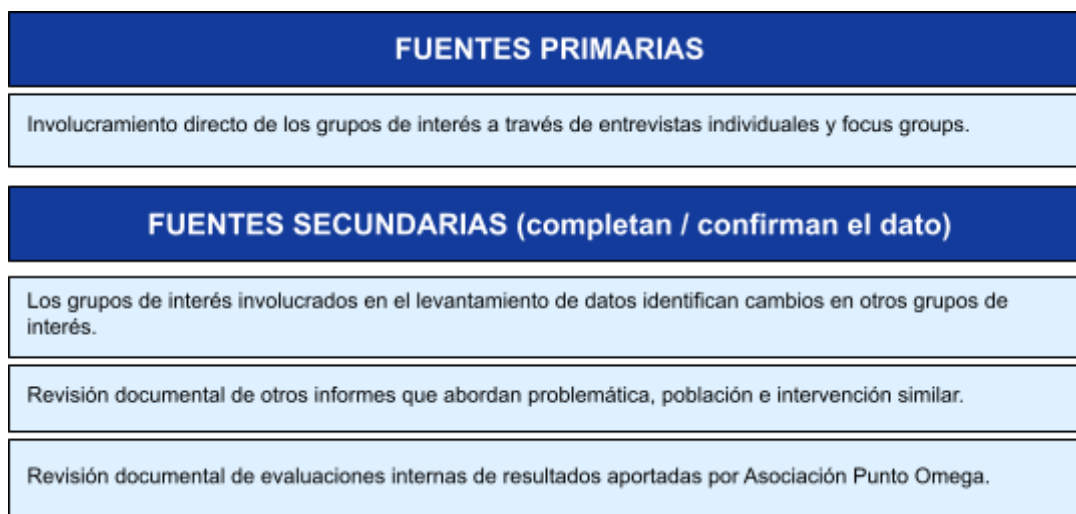 FUENTES PRIMARIAS
Involucramiento directo de los grupos de interés a través de entrevistas individuales y focus groups.
FUENTES SECUNDARIAS (completan / confirman el dato)
Los grupos de interés involucrados en el levantamiento de datos identifican cambios en otros grupos de
interés.
Revisión documental de otros informes que abordan problemática, población e intervención similar.
Revisión documental de evaluaciones internas de resultados aportadas por Asociación Punto Omega.